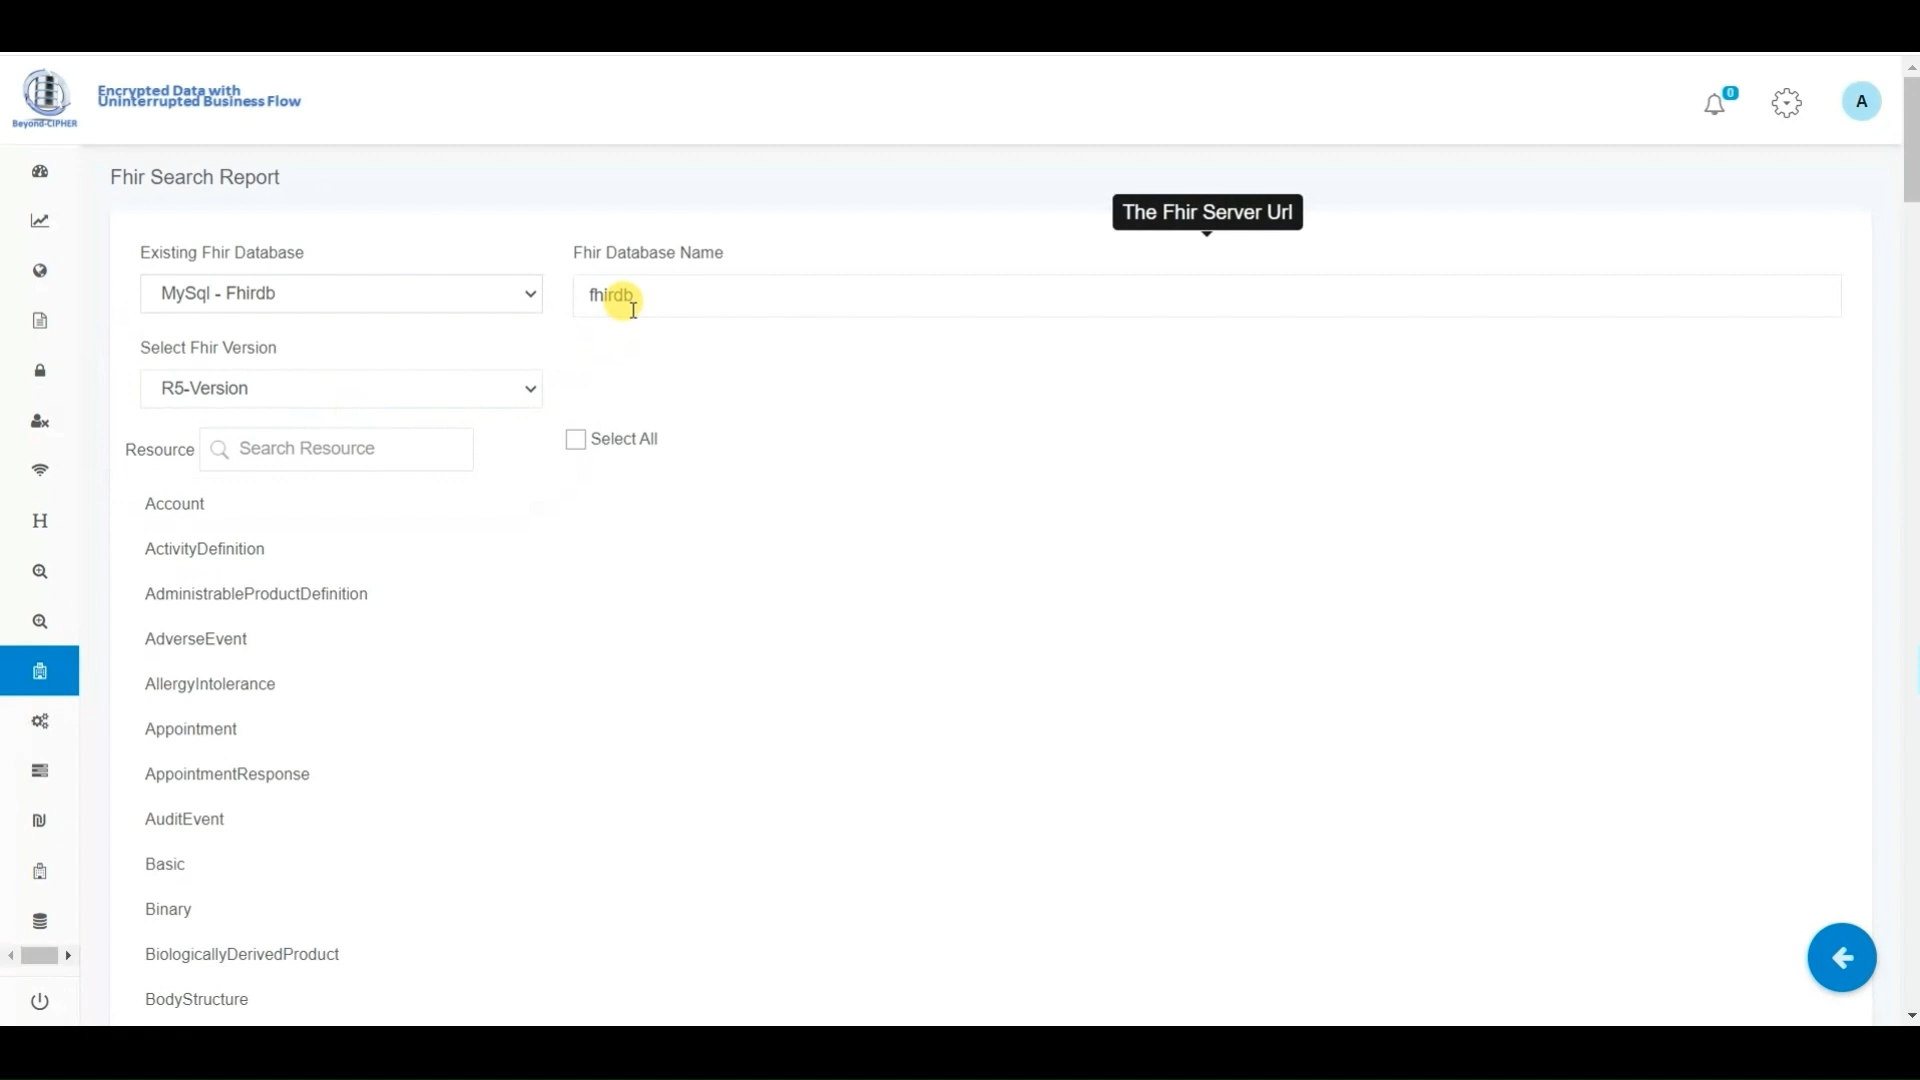 Encrypted Data with
Uninterrupted Business Flow
Beyond-CIPHER
0
A
Fhir Search Report
The Fhir Server Url
Existing Fhir Database
Fhir Database Name
MySql - Fhirdb
fhirdb
Select Fhir Version
R5-Version
Resource
Search Resource
Select All
Account
ActivityDefinition
AdministrableProductDefinition
AdverseEvent
AllergyIntolerance
Appointment
AppointmentResponse
AuditEvent
Basic
Binary
BiologicallyDerivedProduct
BodyStructure
H
₪